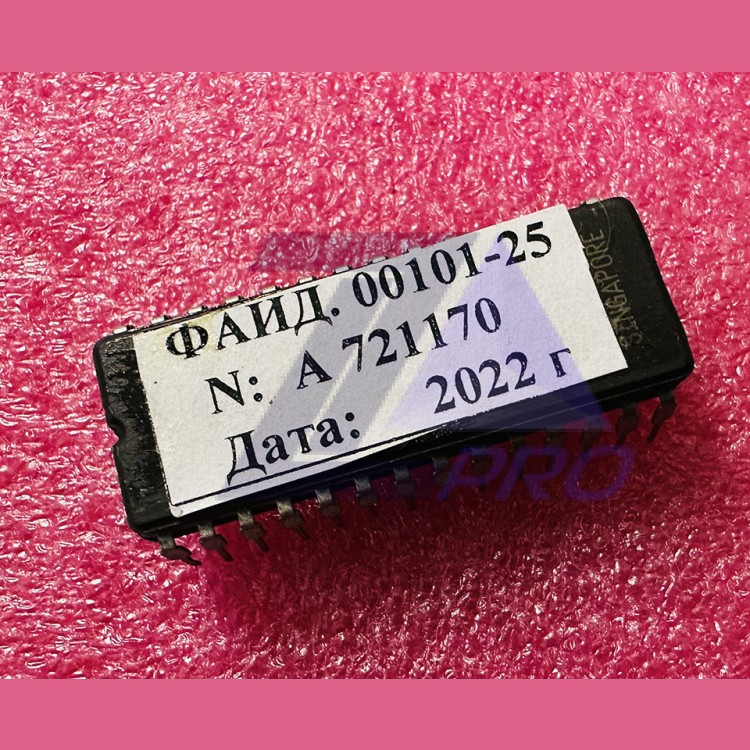 ФАИД. 00101-25
N: А 721170
Дата: 2022 г
SINGAPORE
PRO